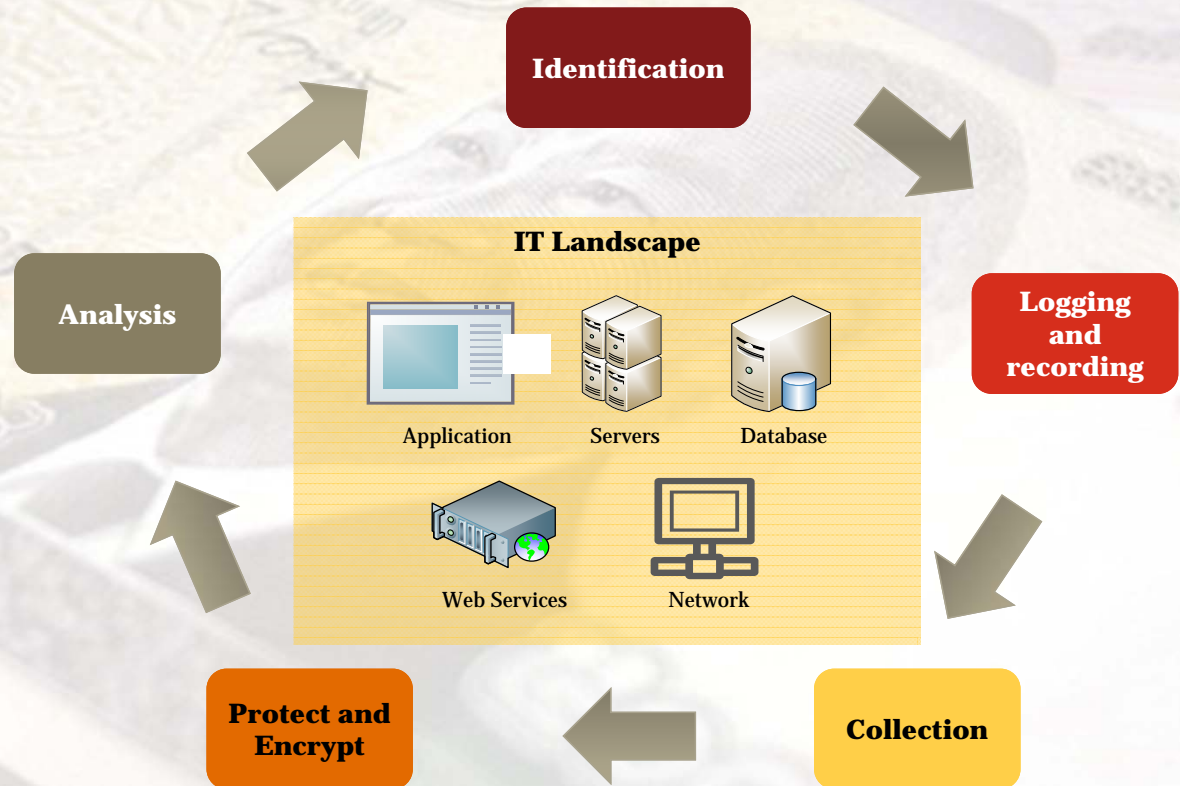 Identification
IT Landscape
Analysis
Logging
and
recording
Application
Servers
Database
Web Services
Network
Protect and
Encrypt
Collection